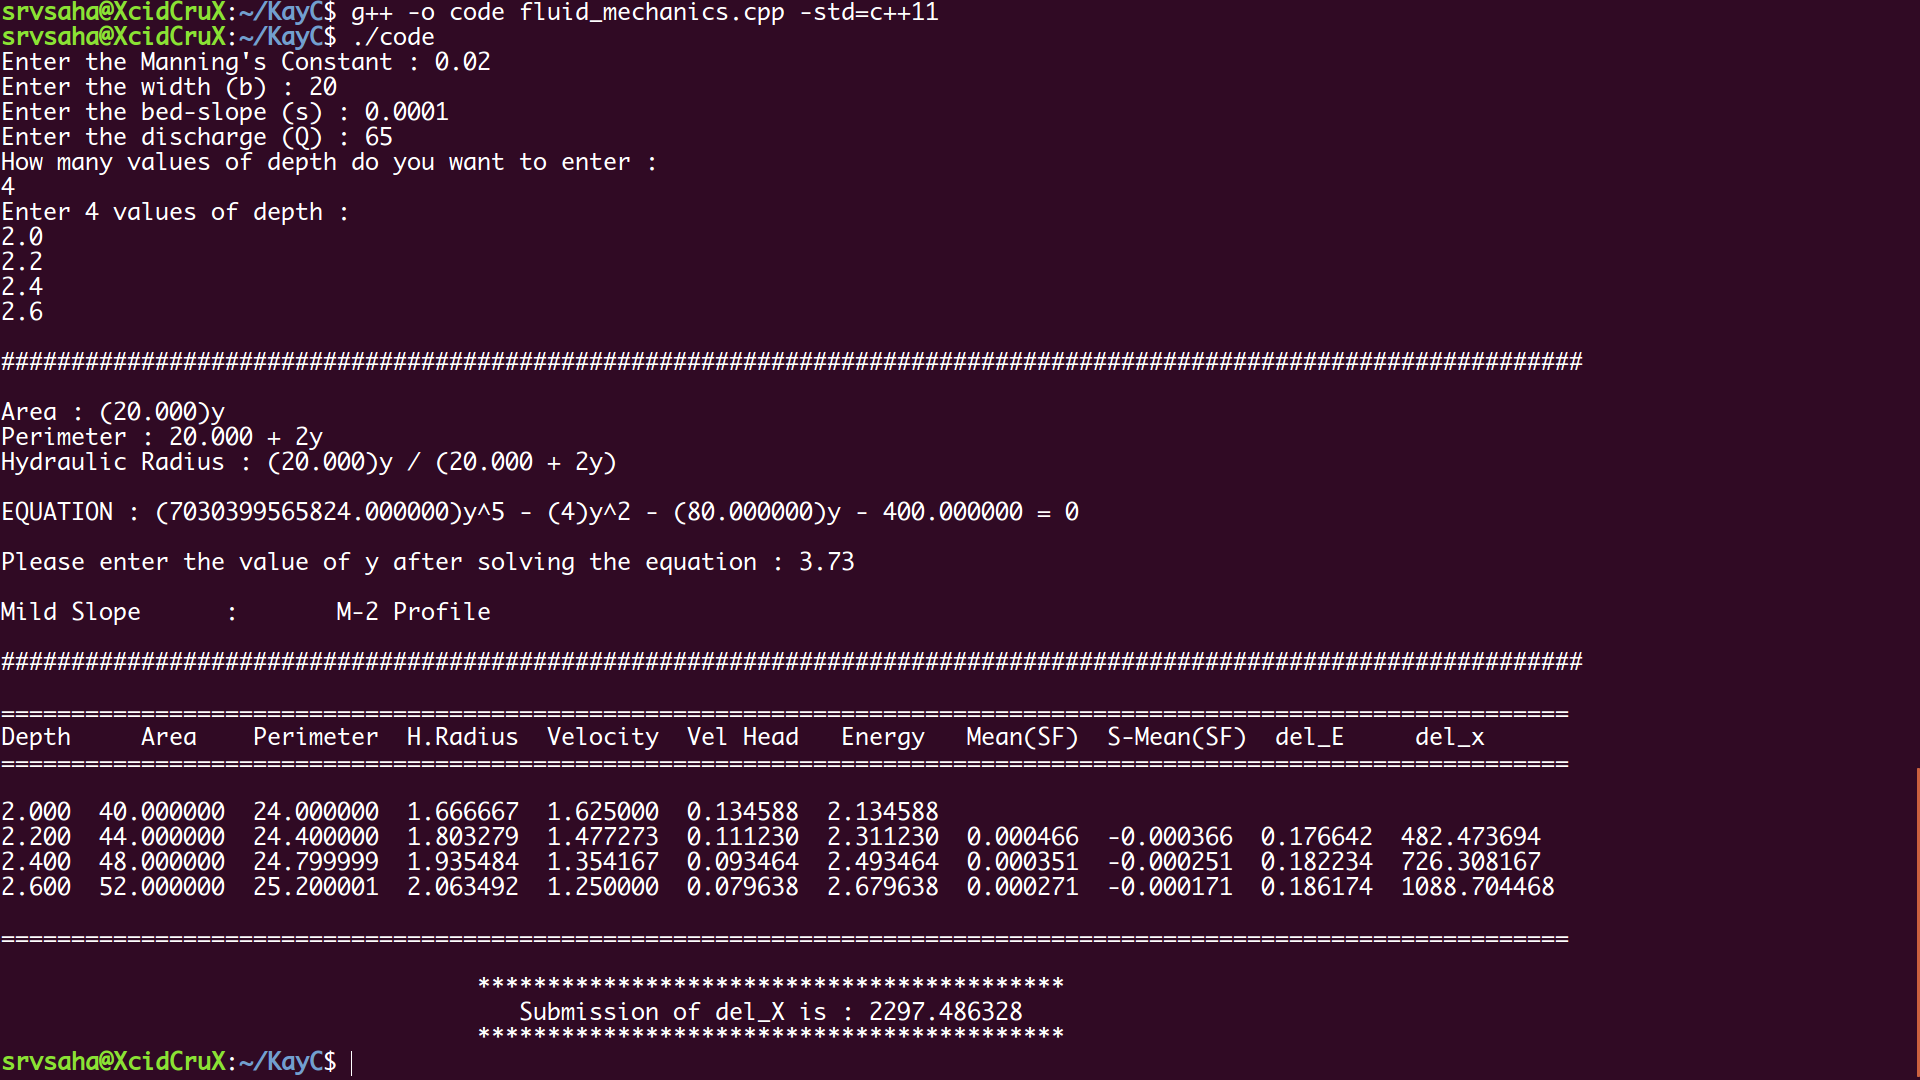 srvsaha@XcidCruX:~/KayC$ g++ -o code fluid_mechanics.cpp -std=c++11
srvsaha@XcidCruX:~/KayC$ ./code
Enter the Manning's Constant : 0.02
Enter the width (b) : 20
Enter the bed-slope (s) : 0.0001
Enter the discharge (Q) : 65
How many values of depth do you want to enter :
4
Enter 4 values of depth :
2.0
2.2
2.4
2.6
#################################################################################################################
Area : (20.000)y
Perimeter : 20.000 + 2y
Hydraulic Radius : (20.000)y / (20.000 + 2y)
EQUATION : (7030399565824.000000)y^5 - (4)y^2 - (80.000000)y - 400.000000 = 0
Please enter the value of y after solving the equation : 3.73
Mild Slope      :       M-2 Profile
#################################################################################################################
================================================================================================================
Depth     Area    Perimeter  H.Radius  Velocity  Vel Head   Energy   Mean(SF)  S-Mean(SF)  del_E     del_x
================================================================================================================
2.000  40.000000  24.000000  1.666667  1.625000  0.134588  2.134588
2.200  44.000000  24.400000  1.803279  1.477273  0.111230  2.311230  0.000466  -0.000366  0.176642  482.473694
2.400  48.000000  24.799999  1.935484  1.354167  0.093464  2.493464  0.000351  -0.000251  0.182234  726.308167
2.600  52.000000  25.200001  2.063492  1.250000  0.079638  2.679638  0.000271  -0.000171  0.186174  1088.704468
================================================================================================================
******************************************
Submission of del_X is : 2297.486328
******************************************
srvsaha@XcidCruX:~/KayC$